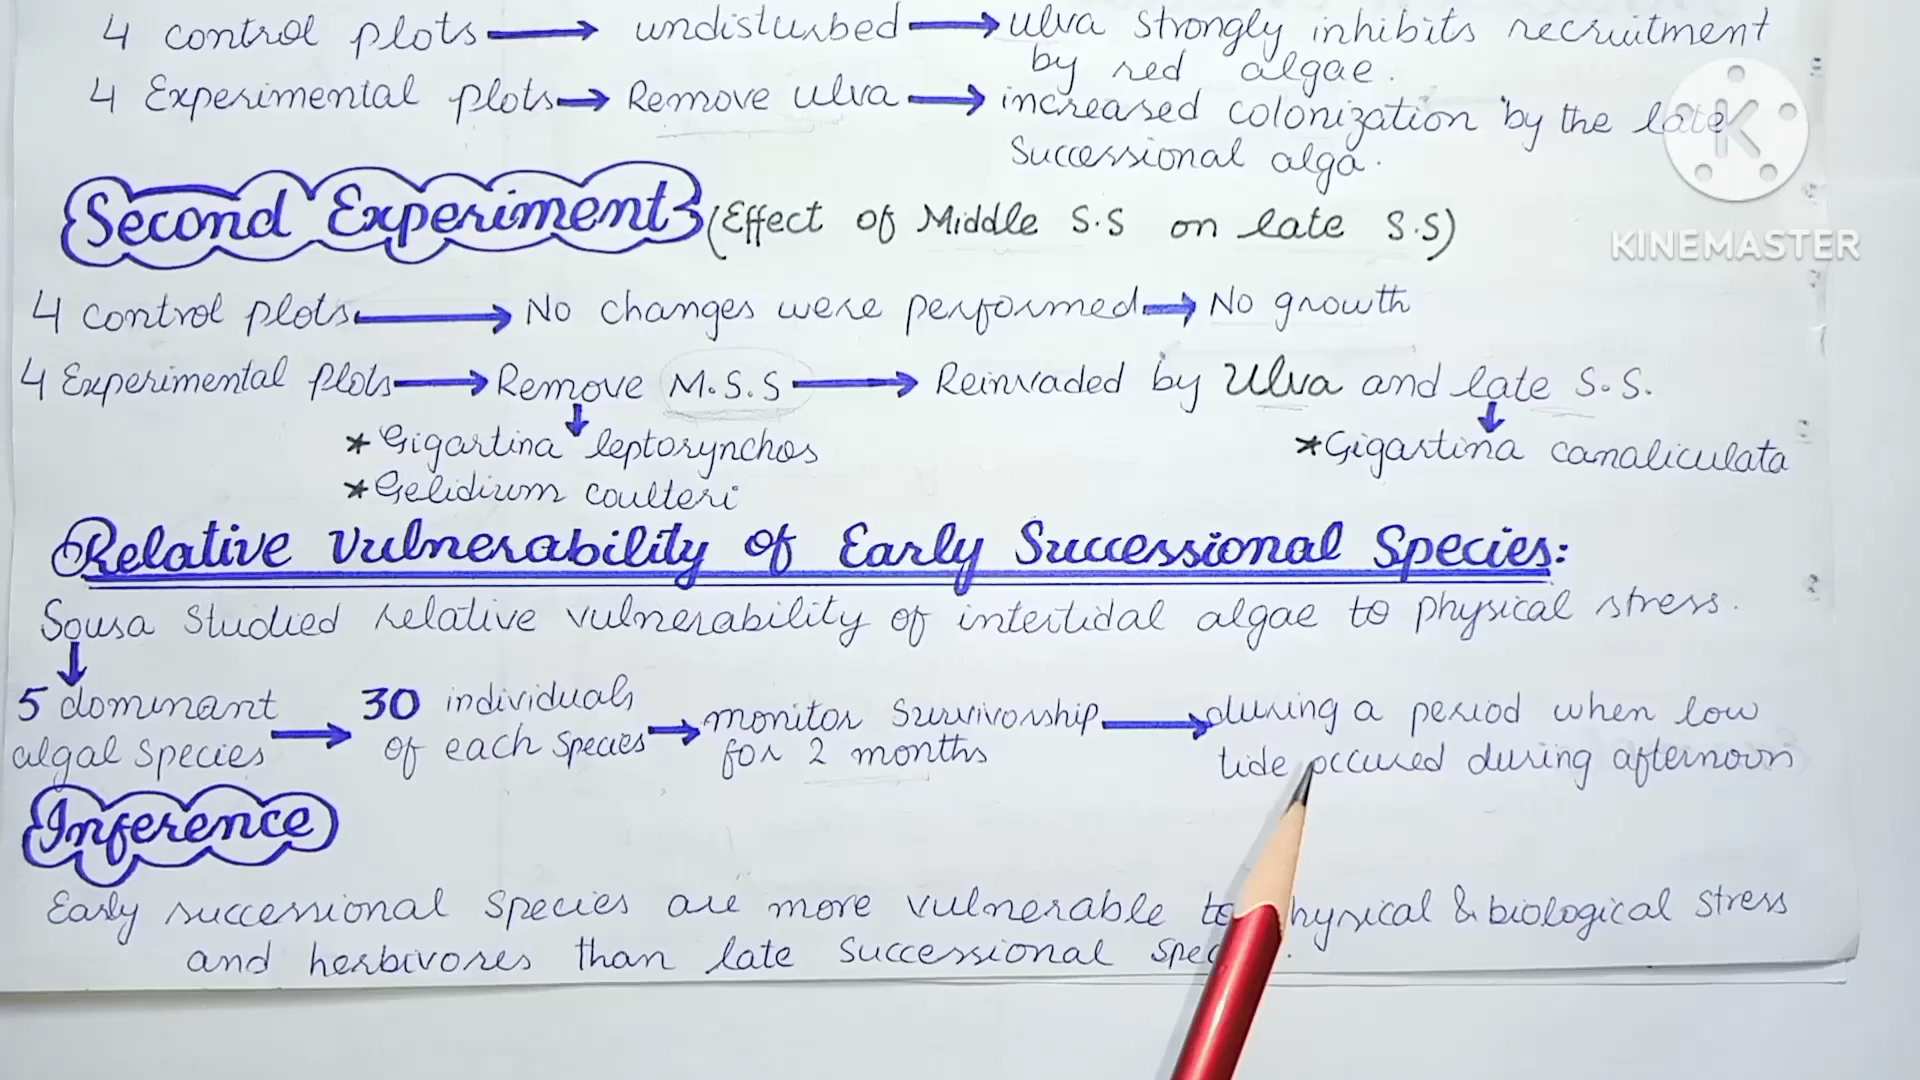 4 control plots → undisturbed → ulva strongly inhibits recruitment
by red algae.
4 Experimental plots → Remove ulva → increased colonization by the late
Successional alga.
Second Experiment (Effect of Middle S.S on late S.S)
4 control plots → No changes were performed → No growth
4 Experimental plots → Remove M.S.S → Reinvaded by Ulva and late S.S.
* Gigartina leptorynchos
* Gelidium coulteri
* Gigartina canaliculata
Relative Vulnerability of Early Successional Species:
Sousa Studied relative vulnerability of intertidal algae to physical stress.
5 dominant
algal species → 30 individuals
of each species → monitor Survivorship
for 2 months → during a period when low
tide occured during afternoon
Inference
Early successional species are more vulnerable to hysical & biological stress
and herbivores than late successional spec
KINEMASTER